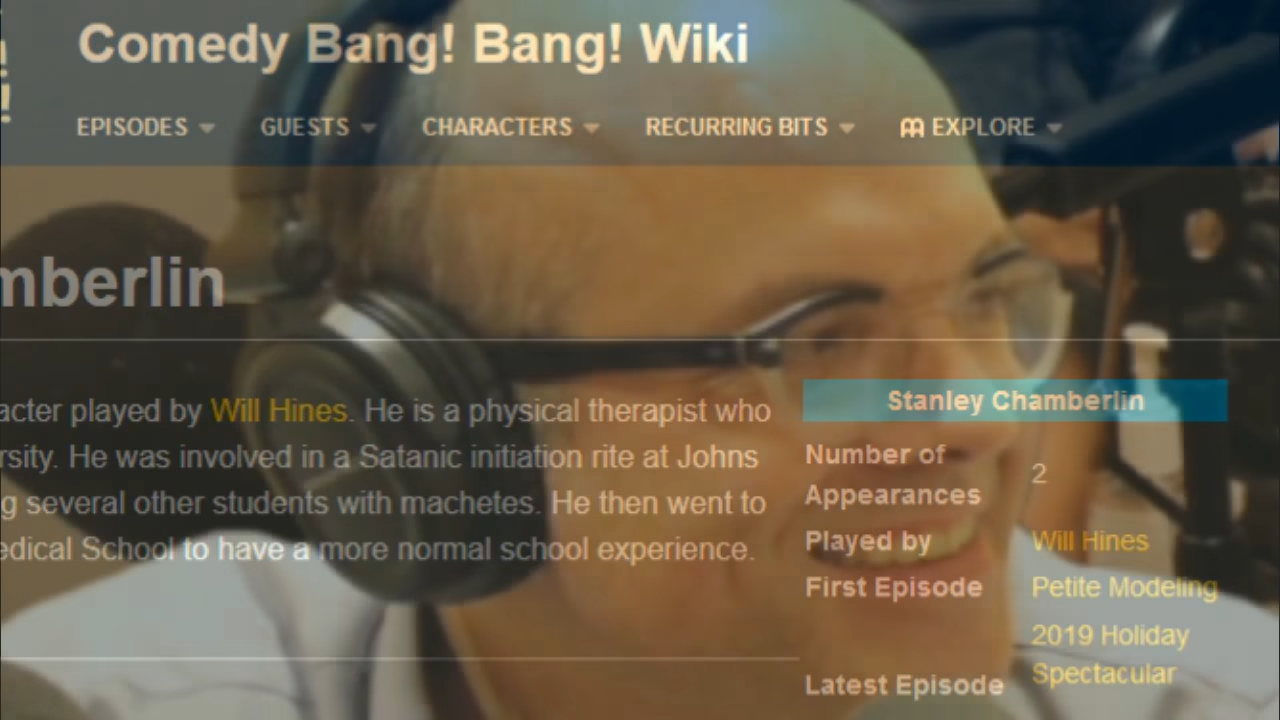 Comedy Bang! Bang! Wiki
EPISODES GUESTS CHARACTERS RECURRING BITS EXPLORE
mberlin
acter played by Will Hines. He is a physical therapist who
rsity. He was involved in a Satanic initiation rite at Johns
g several other students with machetes. He then went to
edical School to have a more normal school experience.
Stanley Chamberlin
Number of
Appearances
2
Played by Will Hines
First Episode Petite Modeling
2019 Holiday
Spectacular
Latest Episode